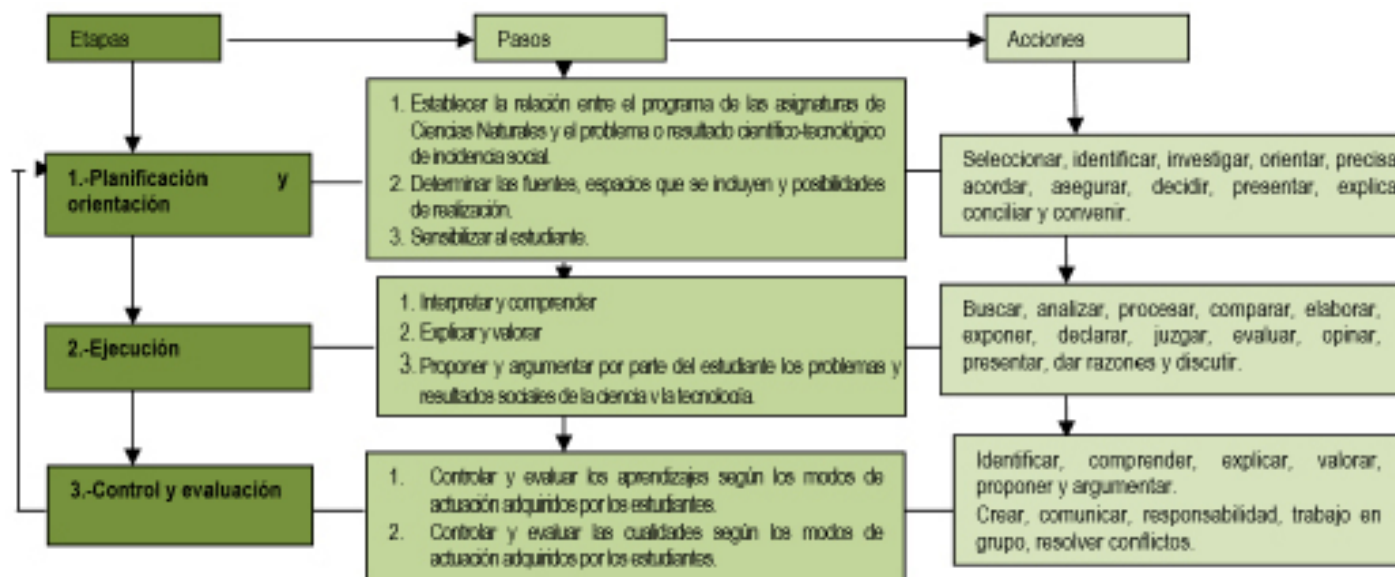 Etapas
Pasos
Acciones
1. Establecer la relación entre el programa de las asignaturas de
Ciencias Naturales y el problema o resultado científico-tecnológico
de incidencia social.
2. Determinar las fuentes, espacios que se incluyen y posibilidades
de realización.
3. Sensibilizar al estudiante.
1.-Planificación y
orientación
Seleccionar, identificar, investigar, orientar, precisa
acordar, asegurar, decidir, presentar, explica
conciliar y convenir.
2.-Ejecución
1. Interpretar y comprender
2. Explicar y valorar
3. Proponer y argumentar por parte del estudiante los problemas y
resultados sociales de la ciencia y la tecnología.
Buscar, analizar, procesar, comparar, elaborar,
exponer, declarar, juzgar, evaluar, opinar,
presentar, dar razones y discutir.
3.-Control y evaluación
1. Controlar y evaluar los aprendizajes según los modos de
actuación adquiridos por los estudiantes.
2. Controlar y evaluar las cualidades según los modos de
actuación adquiridos por los estudiantes.
Identificar, comprender, explicar, valorar,
proponer y argumentar.
Crear, comunicar, responsabilidad, trabajo en
grupo, resolver conflictos.